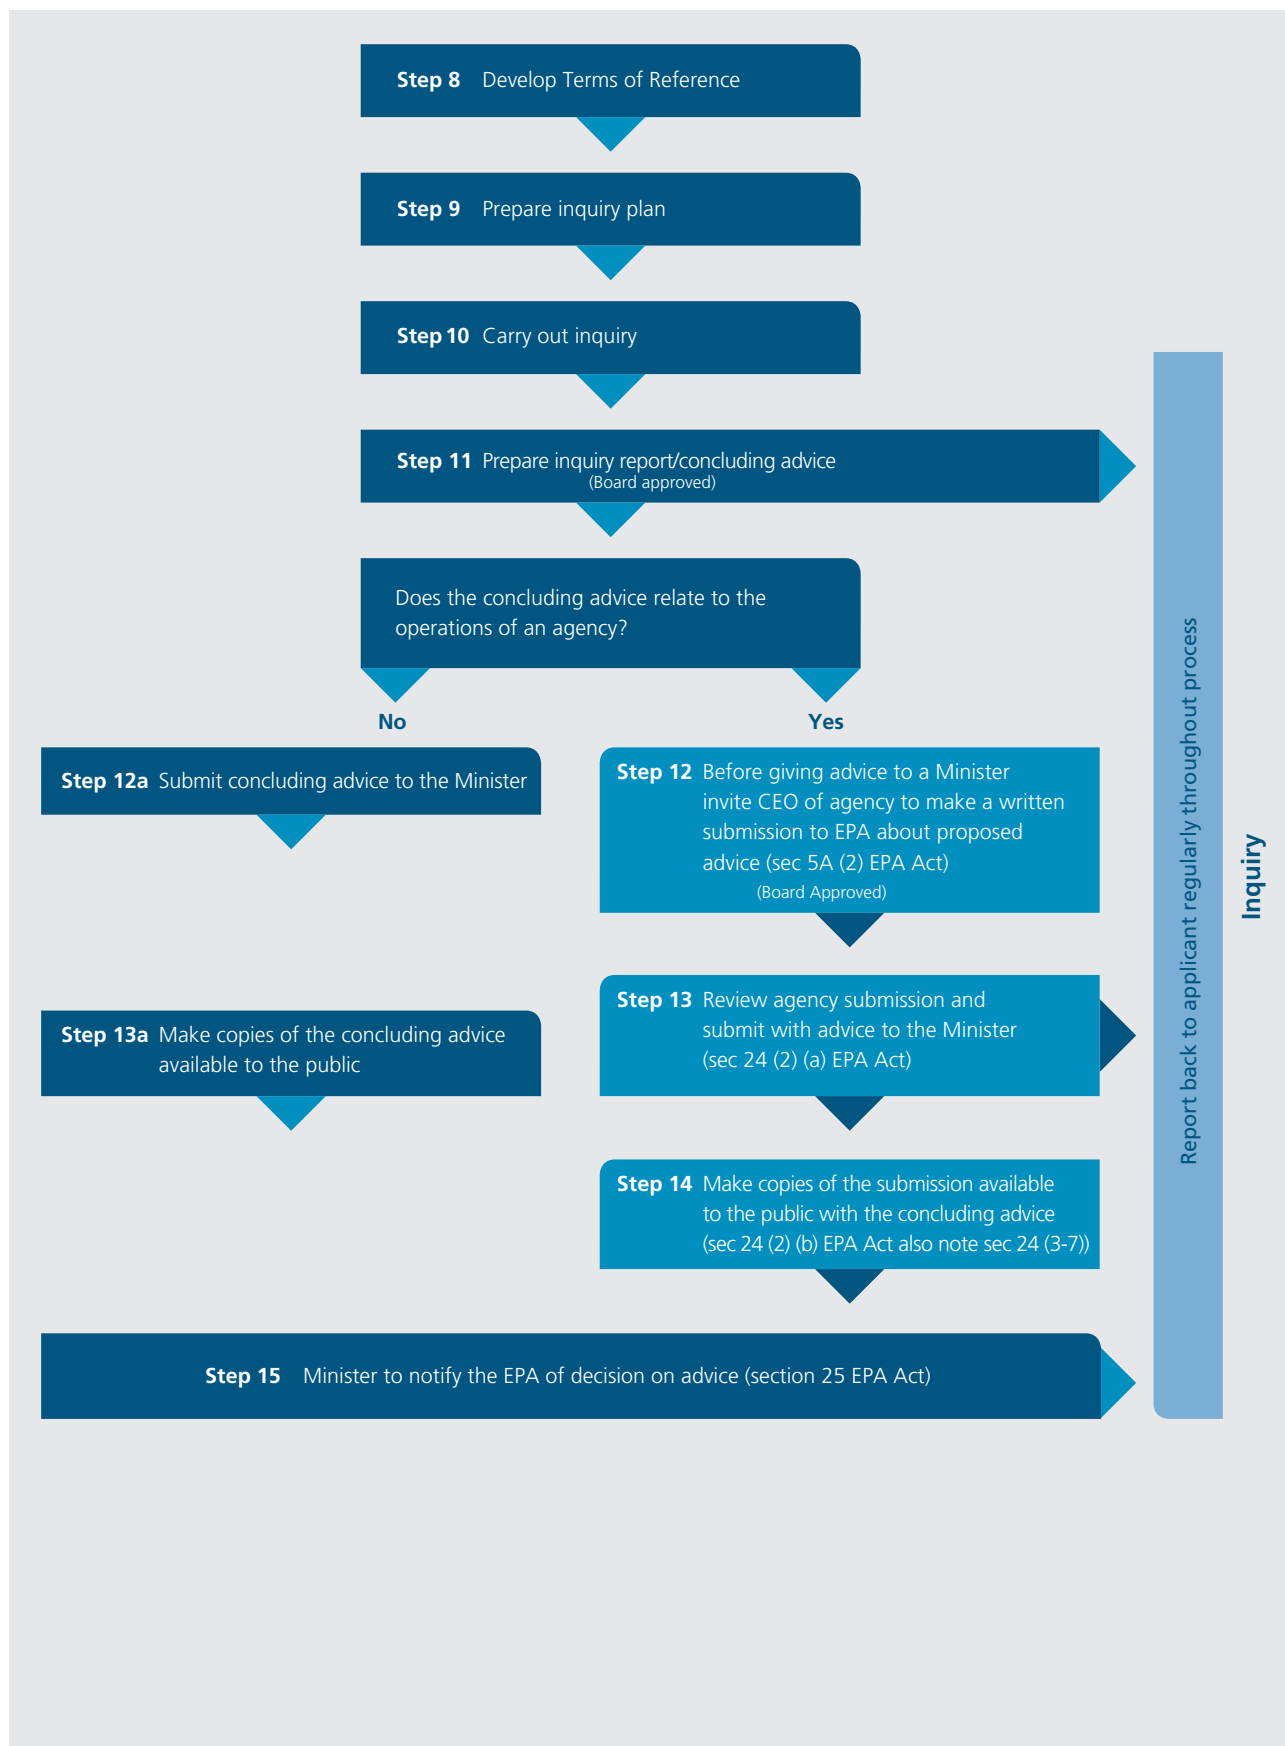 Step 8 Develop Terms of Reference
Step 9 Prepare inquiry plan
Step 10 Carry out inquiry
Step 11 Prepare inquiry report/concluding advice
(Board approved)
Does the concluding advice relate to the
operations of an agency?
No
Yes
Step 12a Submit concluding advice to the Minister
Step 13a Make copies of the concluding advice
available to the public
Step 12 Before giving advice to a Minister
invite CEO of agency to make a written
submission to EPA about proposed
advice (sec 5A (2) EPA Act)
(Board Approved)
Step 13 Review agency submission and
submit with advice to the Minister
(sec 24 (2) (a) EPA Act)
Step 14 Make copies of the submission available
to the public with the concluding advice
(sec 24 (2) (b) EPA Act also note sec 24 (3-7))
Step 15 Minister to notify the EPA of decision on advice (section 25 EPA Act)
Report back to applicant regularly throughout process
Inquiry